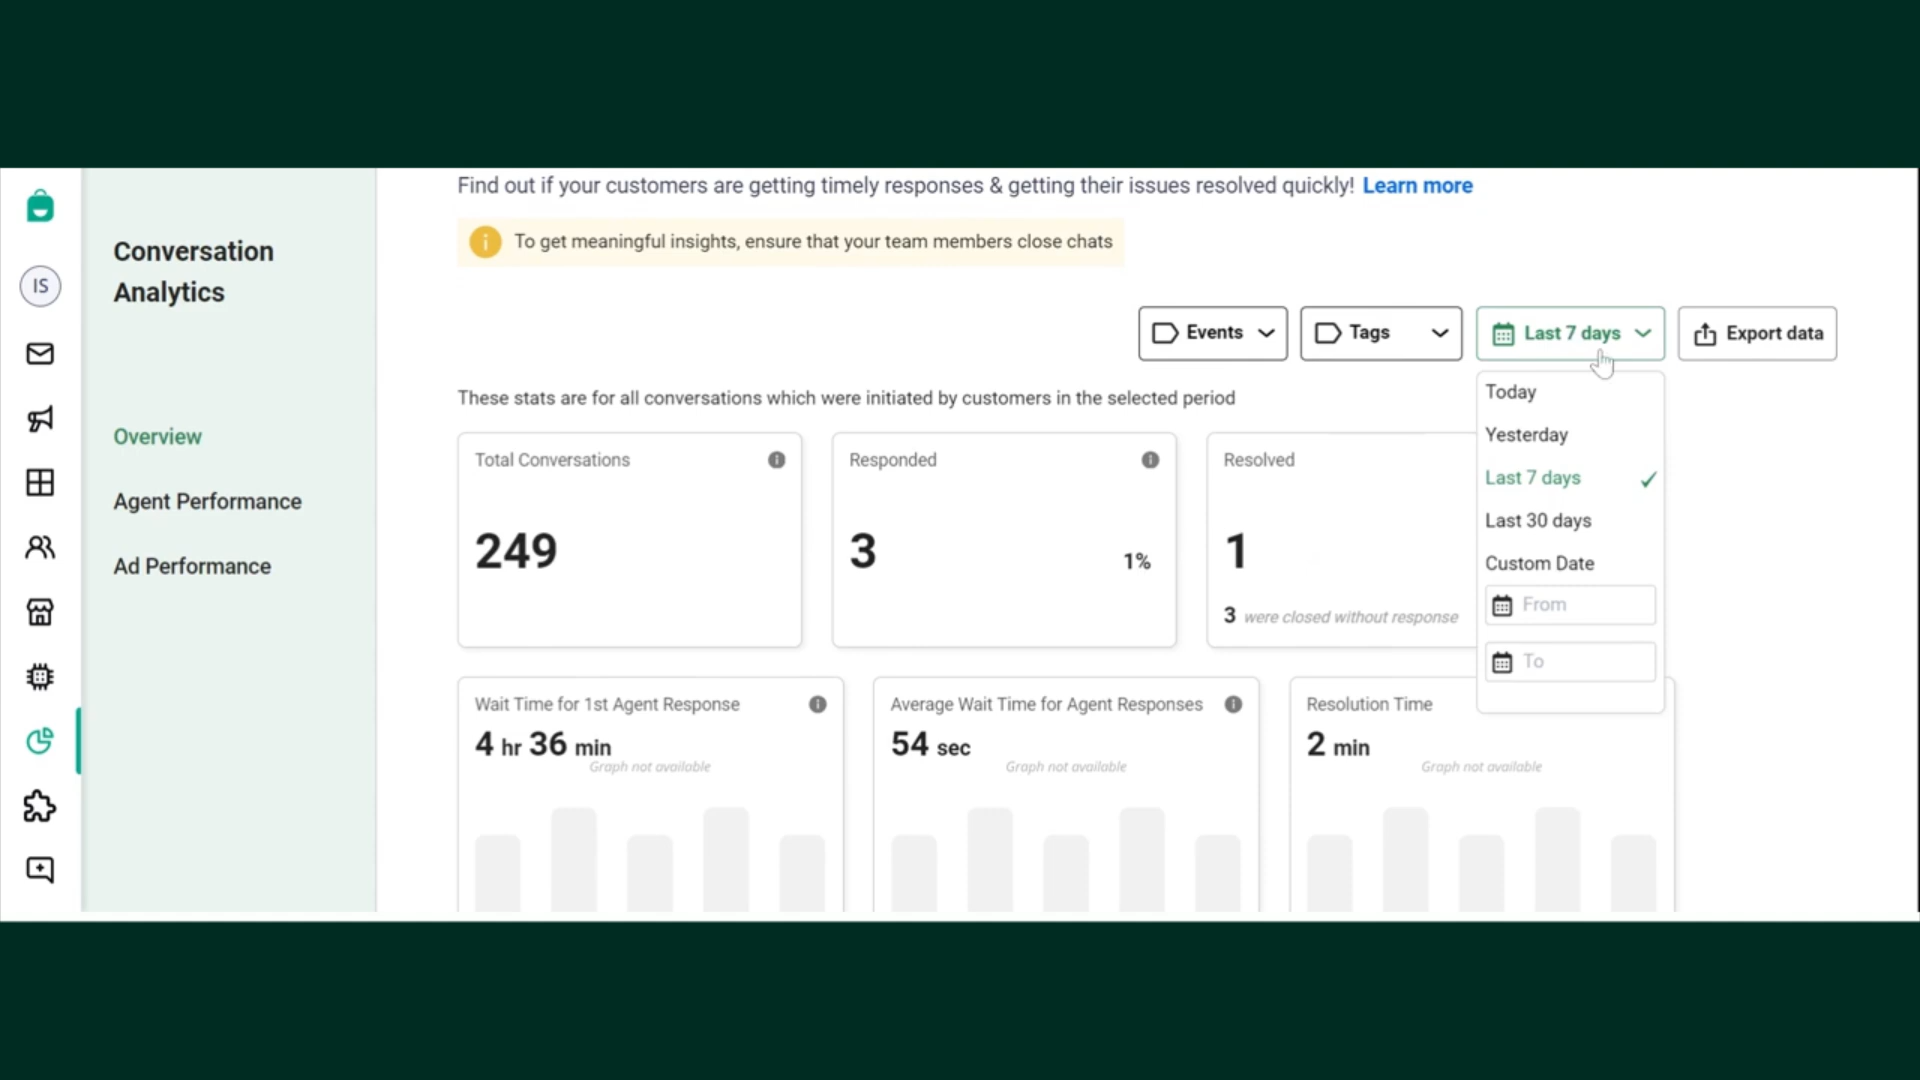 Find out if your customers are getting timely responses & getting their issues resolved quickly! Learn more
To get meaningful insights, ensure that your team members close chats
IS
Conversation
Analytics
Overview
Agent Performance
Ad Performance
Events
Tags
Last 7 days
Export data
These stats are for all conversations which were initiated by customers in the selected period
Today
Yesterday
Last 7 days
Last 30 days
Custom Date
From
To
Total Conversations
249
Responded
3
1%
Resolved
1
3 were closed without response
Wait Time for 1st Agent Response
4 hr 36 min
Graph not available
Average Wait Time for Agent Responses
54 sec
Graph not available
Resolution Time
2 min
Graph not available